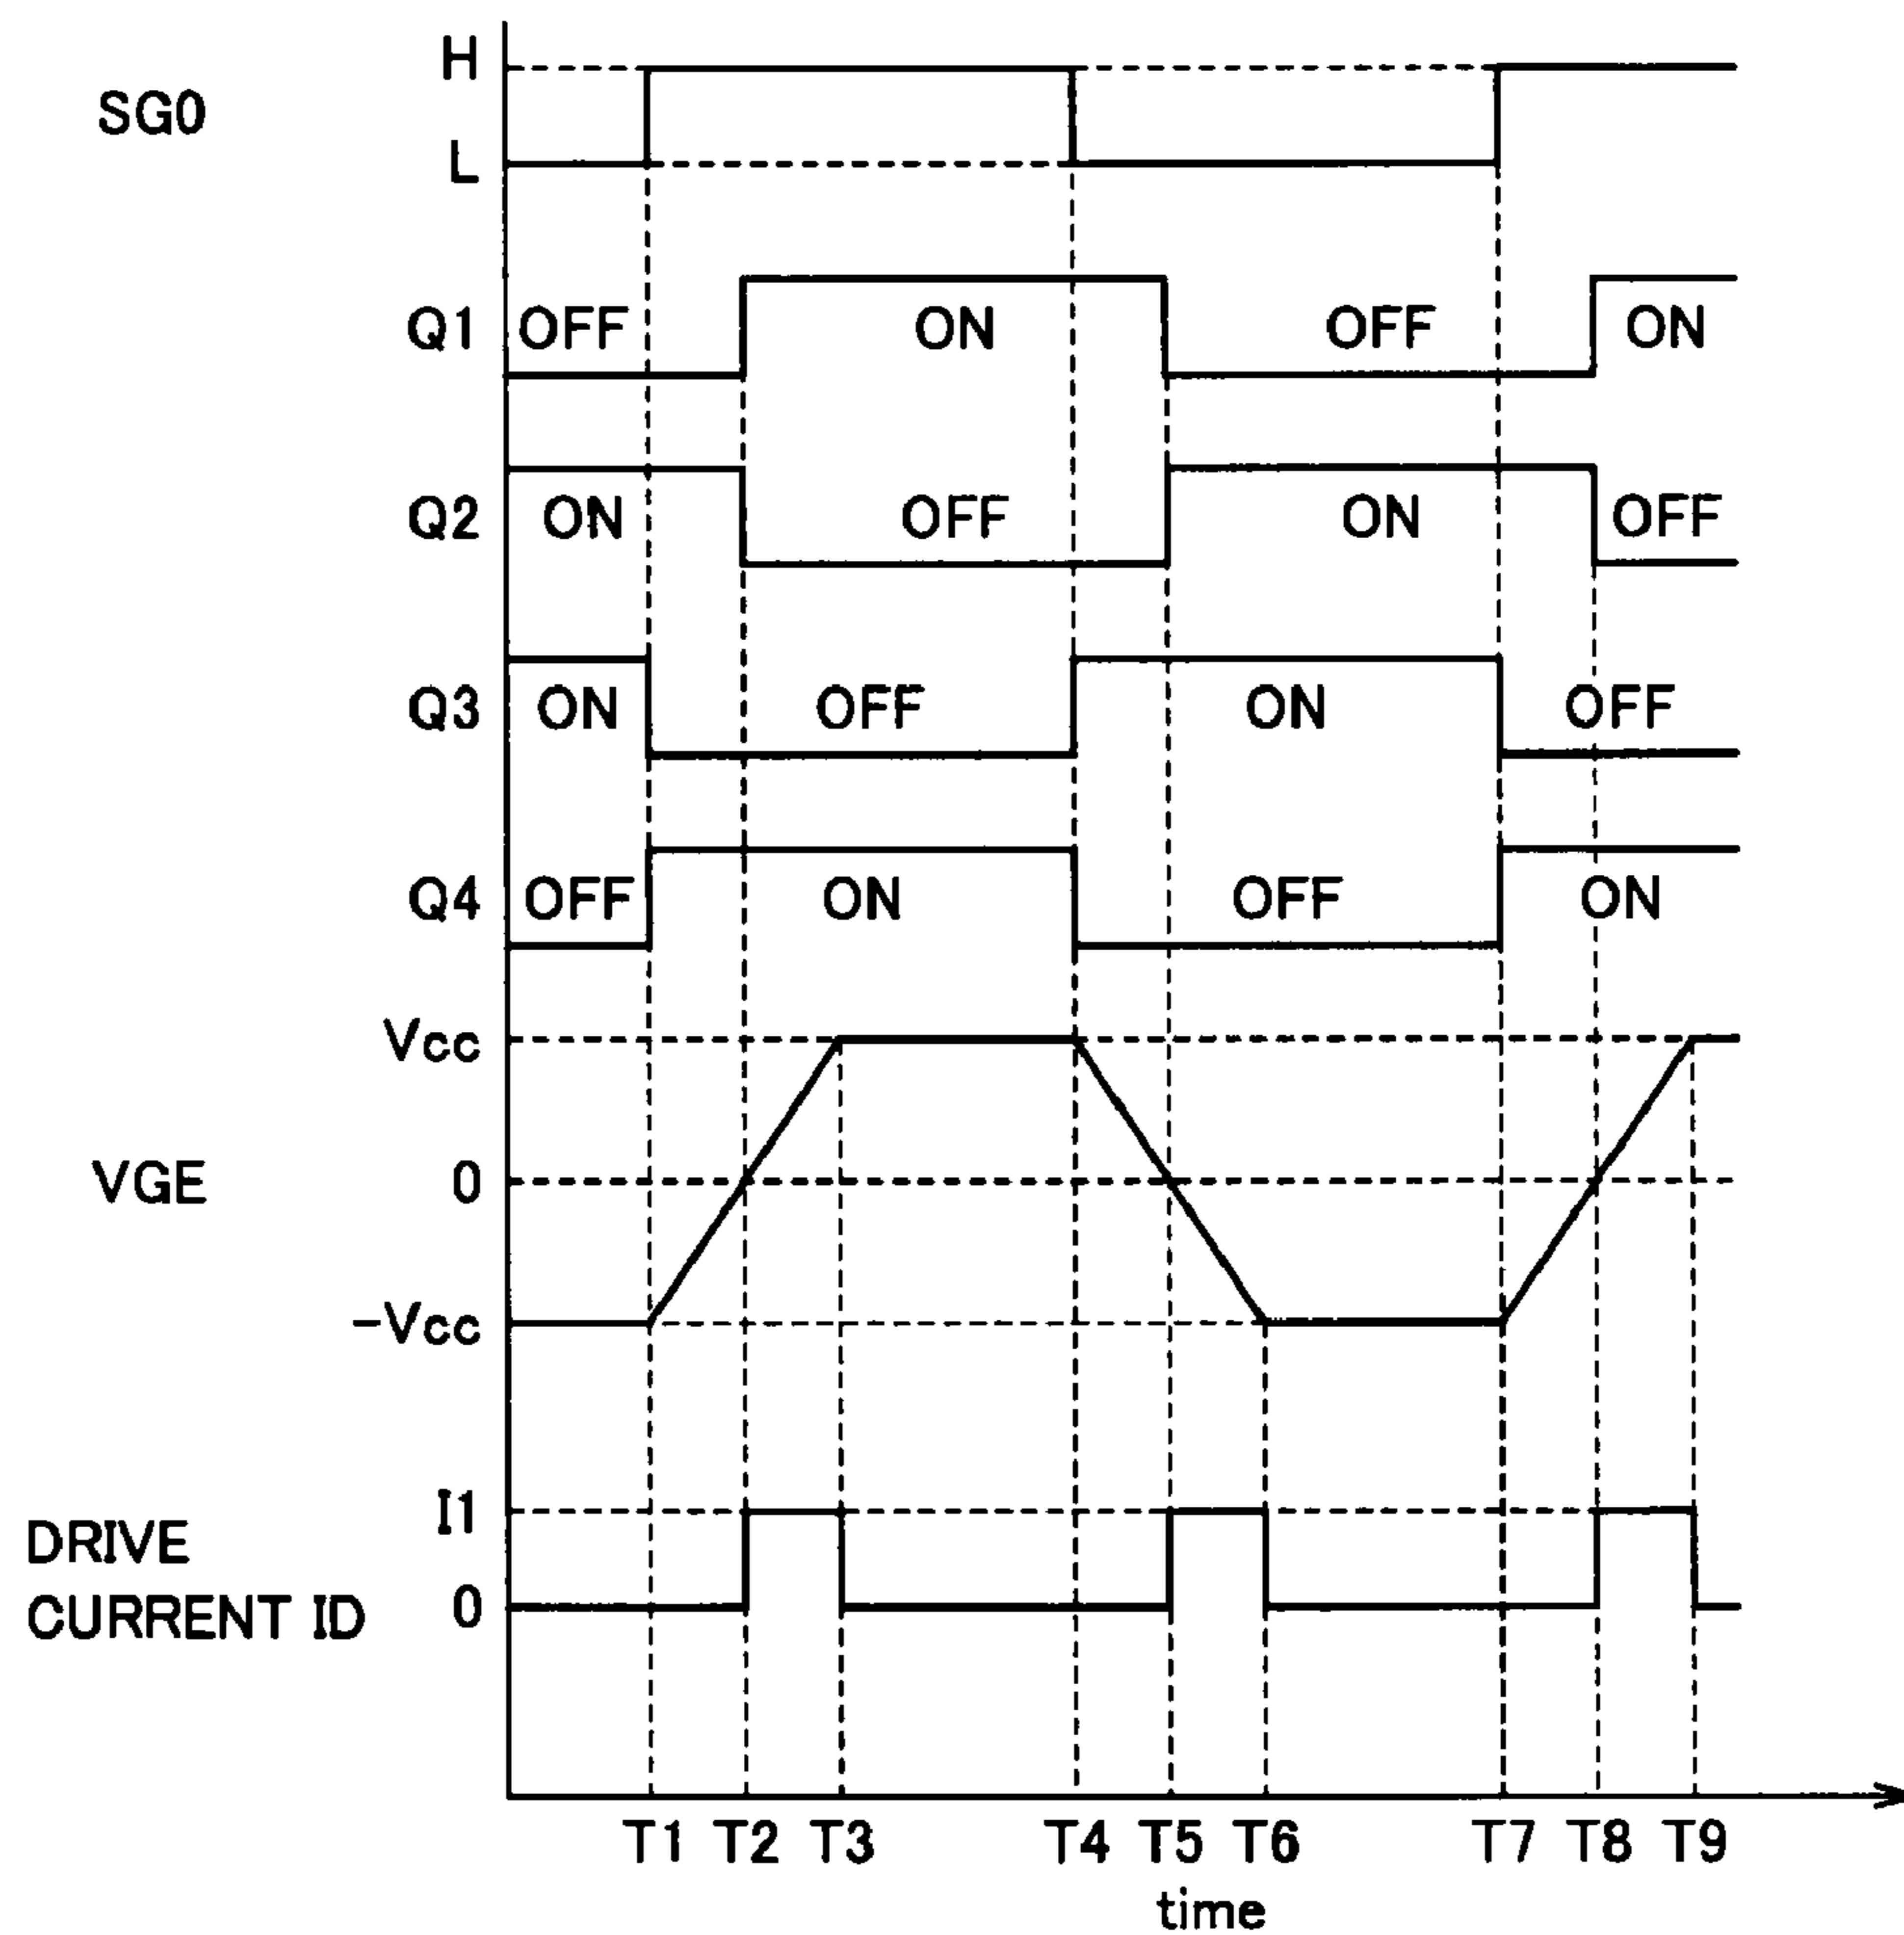 H
SG0
L
Q1 OFF ON OFF ON
Q2 ON OFF ON OFF
Q3 ON OFF ON OFF
Q4 OFF ON OFF ON
Vcc
VGE 0
-Vcc
I1
DRIVE
CURRENT ID 0
T1 T2 T3 T4 T5 T6 T7 T8 T9
time